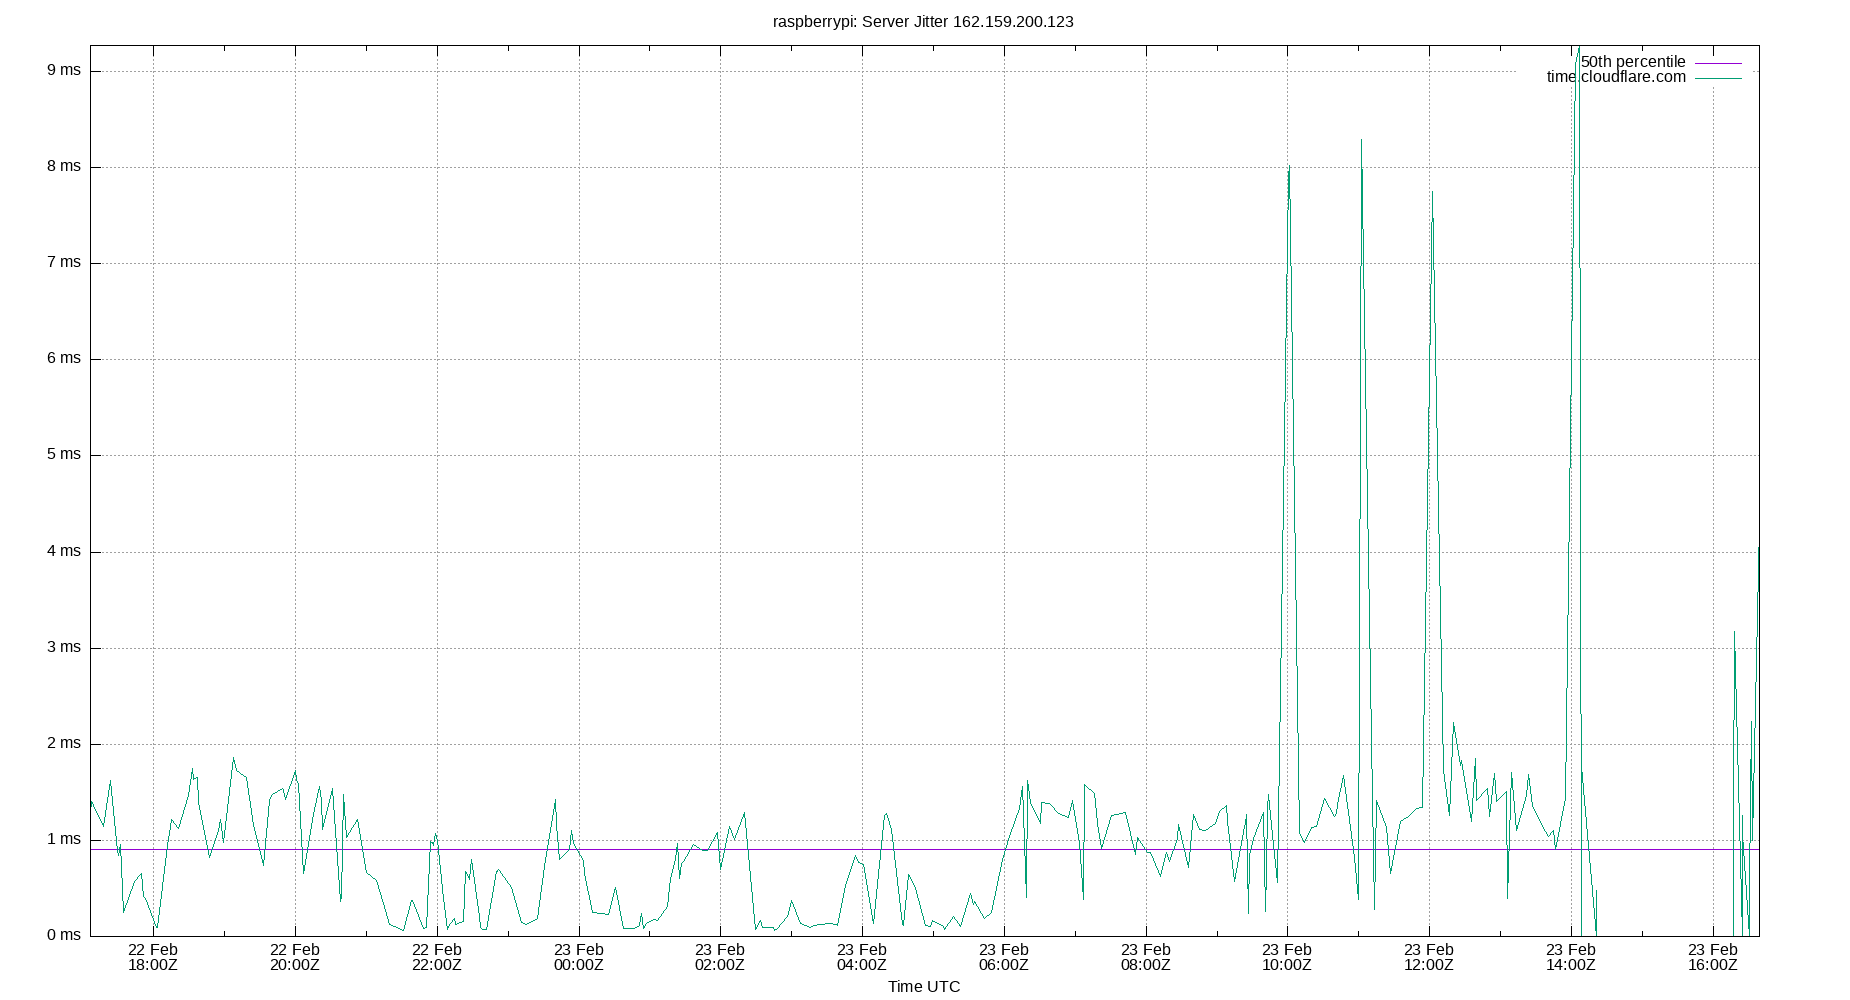 raspberrypi: Server Jitter 162.159.200.123
50th percentile
time.cloudflare.com
9 ms
8 ms
7 ms
6 ms
5 ms
4 ms
3 ms
2 ms
1 ms
0 ms
22 Feb 22 Feb 22 Feb 23 Feb 23 Feb 23 Feb 23 Feb 23 Feb 23 Feb 23 Feb 23 Feb 23 Feb
18:00Z 20:00Z 22:00Z 00:00Z 02:00Z 04:00Z 06:00Z 08:00Z 10:00Z 12:00Z 14:00Z 16:00Z
Time UTC